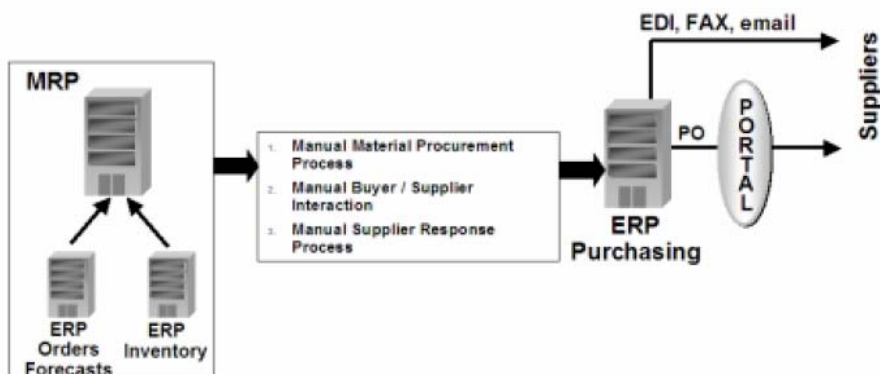 MRP
ERP
Orders
Forecasts
ERP
Inventory
1. Manual Material Procurement
Process
2. Manual Buyer / Supplier
Interaction
3. Manual Supplier Response
Process
EDI, FAX, email
PO
PORTAL
ERP
Purchasing
Suppliers